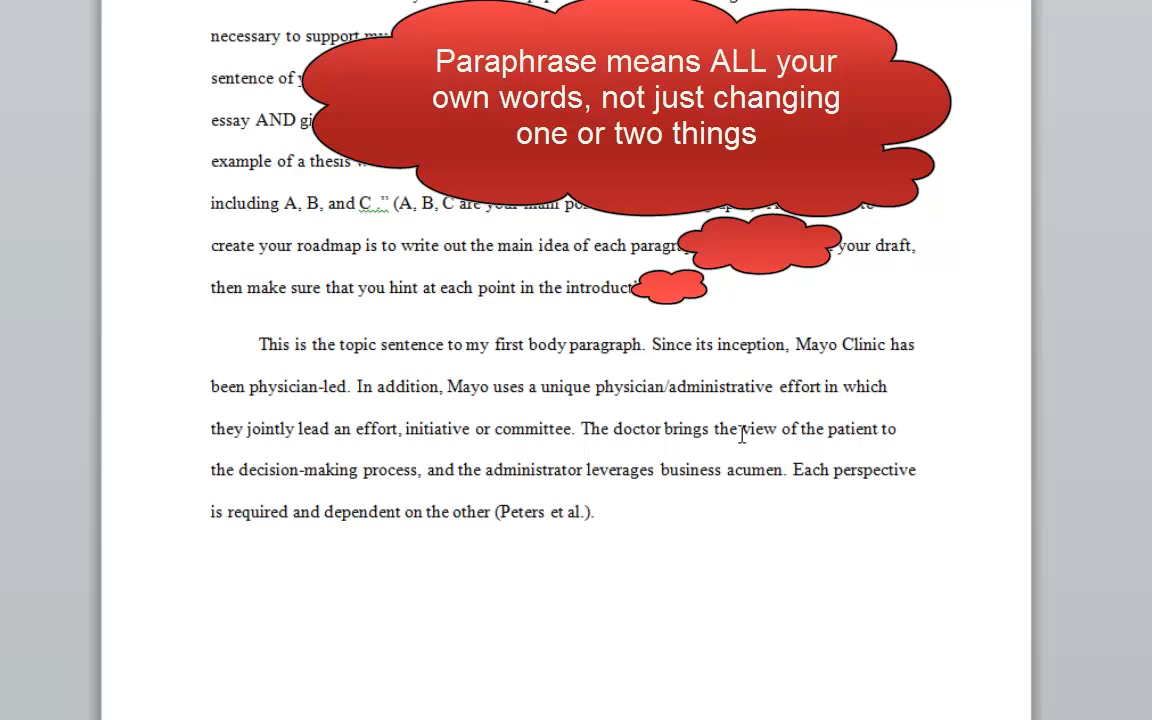 Paraphrase means ALL your
own words, not just changing
one or two things
necessary to support
sentence of
essay AND
example of a thesis
including A, B, and C ." (A, B, C are your main
create your roadmap is to write out the main idea of each your draft,
then make sure that you hint at each point in the
This is the topic sentence to my first body paragraph. Since its inception, Mayo Clinic has
been physician-led. In addition, Mayo uses a unique physician/administrative effort in which
they jointly lead an effort, initiative or committee. The doctor brings the view of the patient to
the decision-making process, and the administrator leverages business acumen. Each perspective
is required and dependent on the other (Peters et al.).